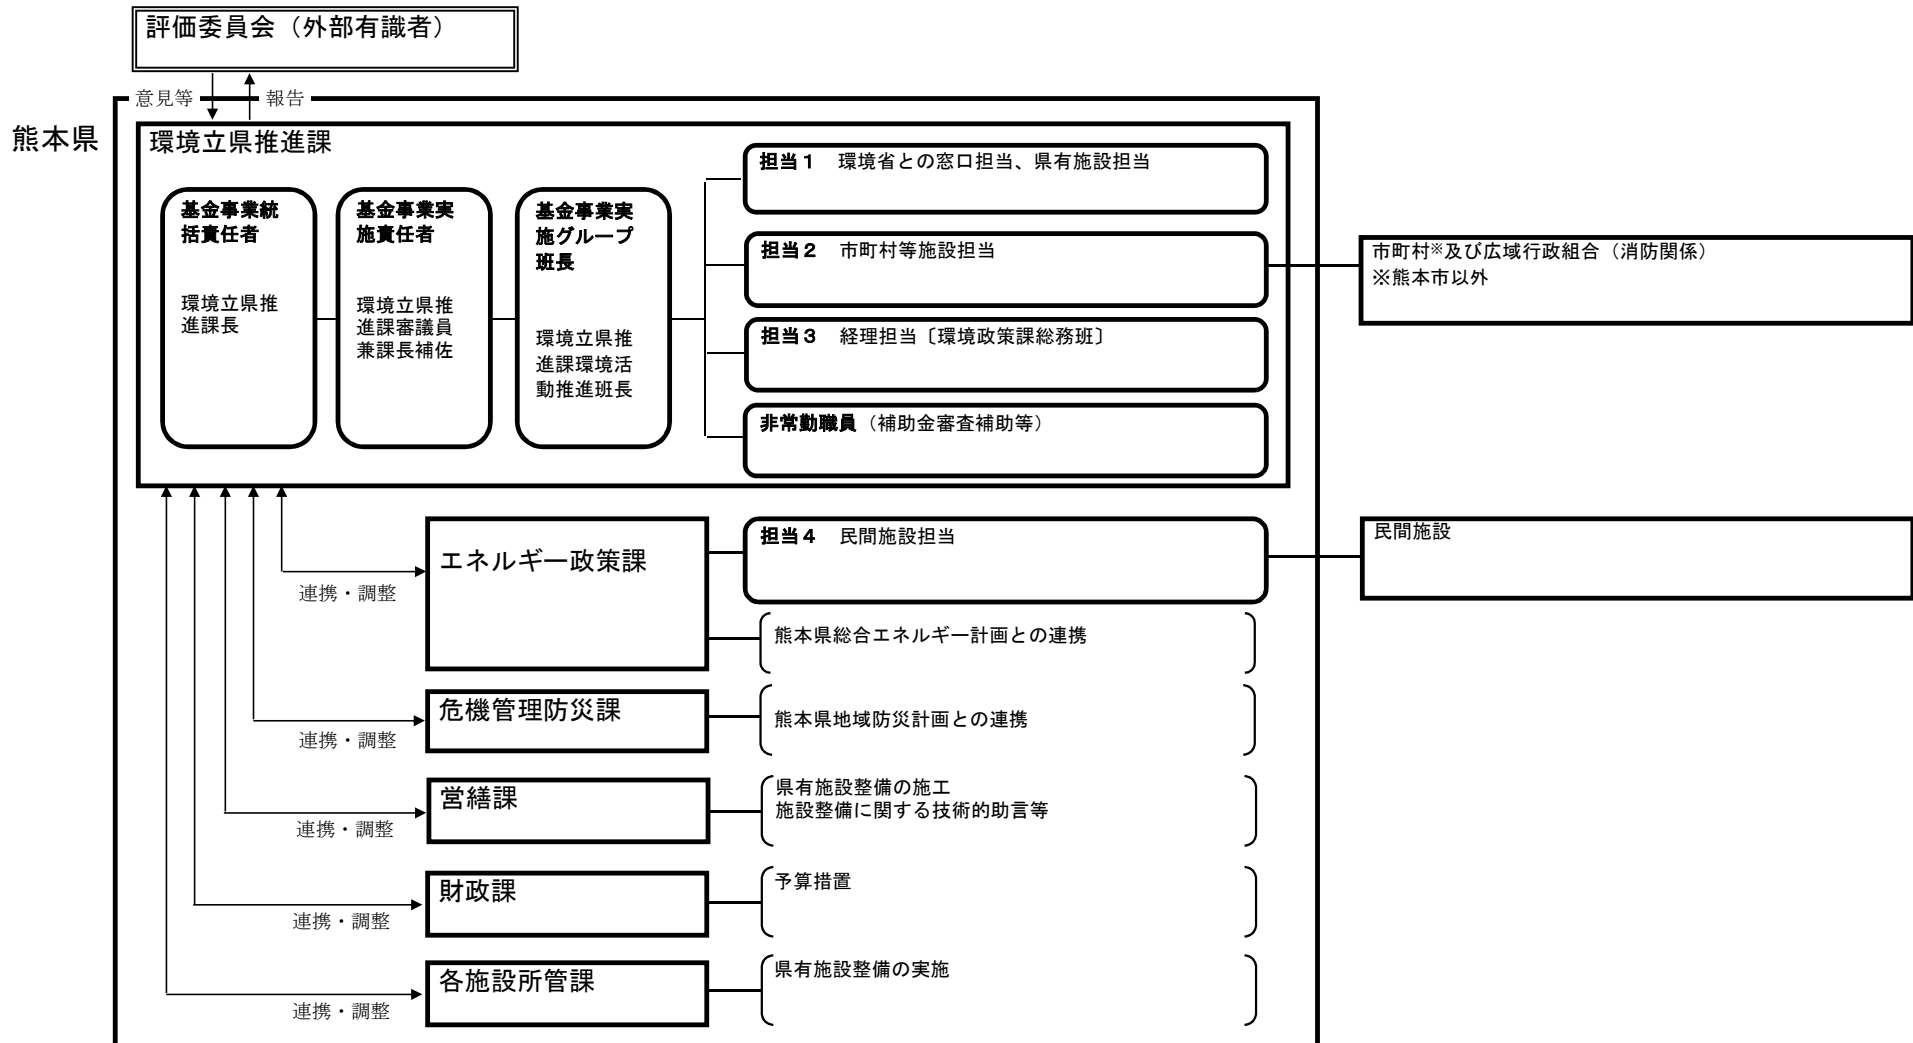 評価委員会（外部有識者）
意見等
報告
熊本県
環境立県推進課
基金事業統
括責任者
環境立県推
進課長
基金事業実
施責任者
環境立県推
進課審議員
兼課長補佐
基金事業実
施グループ
班長
環境立県推
進課環境活
動推進班長
担当１　環境省との窓口担当、県有施設担当
担当２　市町村等施設担当
担当３　経理担当〔環境政策課総務班〕
非常勤職員（補助金審査補助等）
市町村※及び広域行政組合（消防関係）
※熊本市以外
エネルギー政策課
連携・調整
担当４　民間施設担当
民間施設
熊本県総合エネルギー計画との連携
危機管理防災課
連携・調整
熊本県地域防災計画との連携
営繕課
連携・調整
県有施設整備の施工
施設整備に関する技術的助言等
財政課
連携・調整
予算措置
各施設所管課
連携・調整
県有施設整備の実施